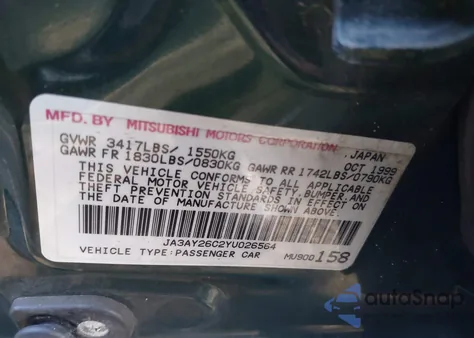 MFD. BY MITSUBISHI MOTORS CORPORATION JAPAN
GVWR 3417LBS/ 1550KG OCT 1999
GAWR FR 1830LBS/0830KG GAWR RR 1742LBS/0790KG
THIS VEHICLE CONFORMS TO ALL APPLICABLE
FEDERAL MOTOR VEHICLE SAFETY, BUMPER, AND
THEFT PREVENTION STANDARDS IN EFFECT ON
THE DATE OF MANUFACTURE SHOWN ABOVE.
JA3AY26C2YU026564
VEHICLE TYPE:PASSENGER CAR MU900158
autoSnap